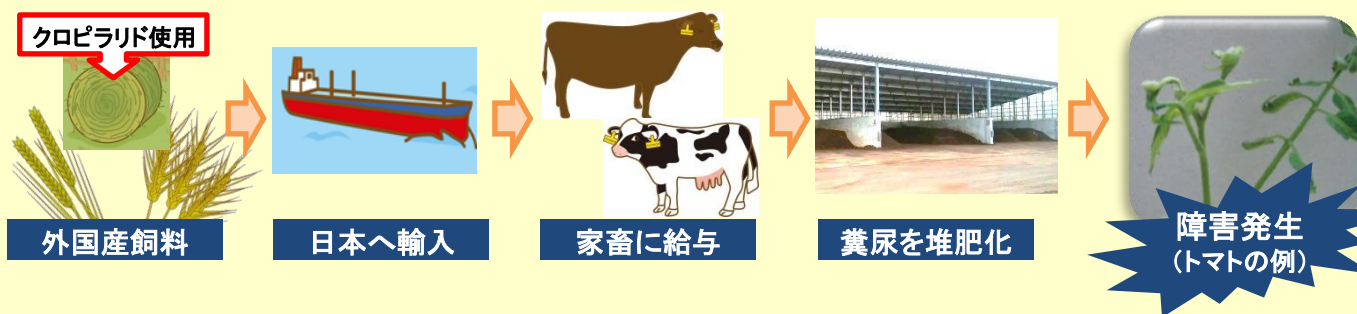 クロピラリド使用
外国産飼料
日本へ輸入
家畜に給与
糞尿を堆肥化
障害発生
（トマトの例）